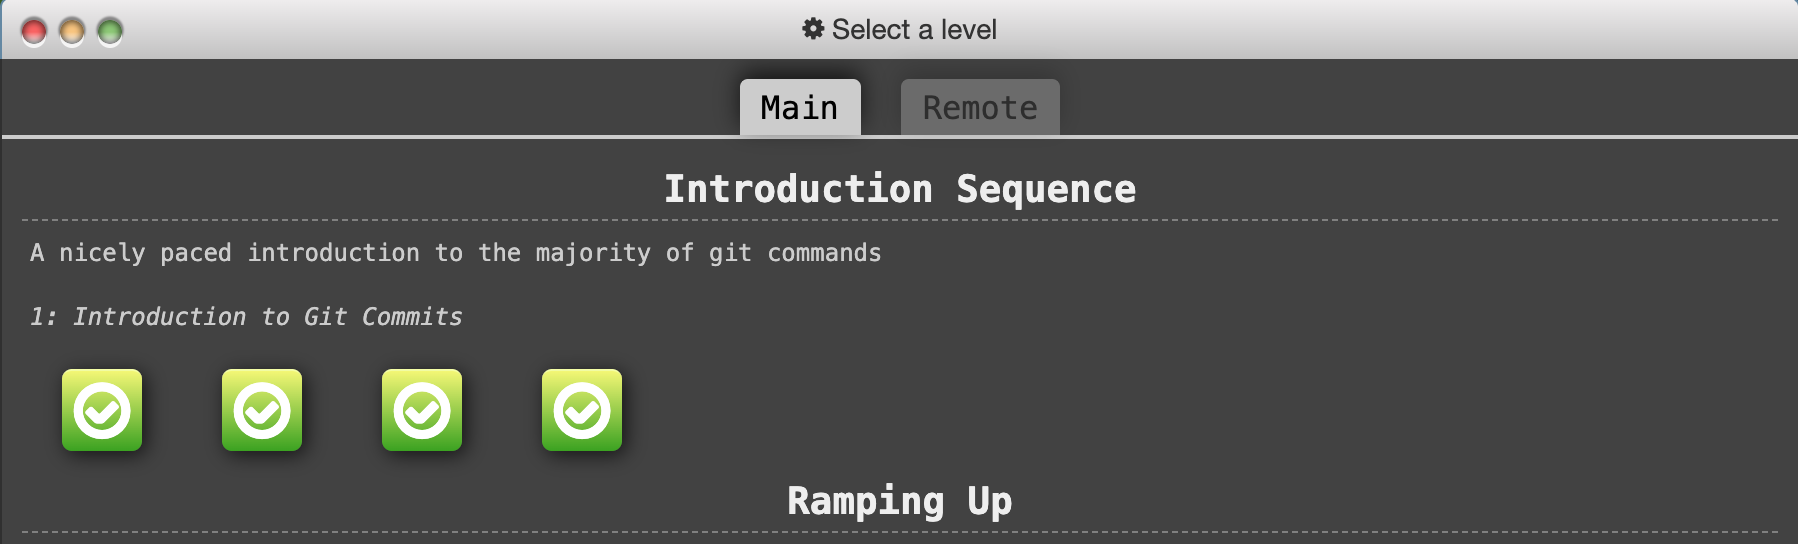 Select a level
Main Remote
Introduction Sequence
A nicely paced introduction to the majority of git commands
1: Introduction to Git Commits
Ramping Up